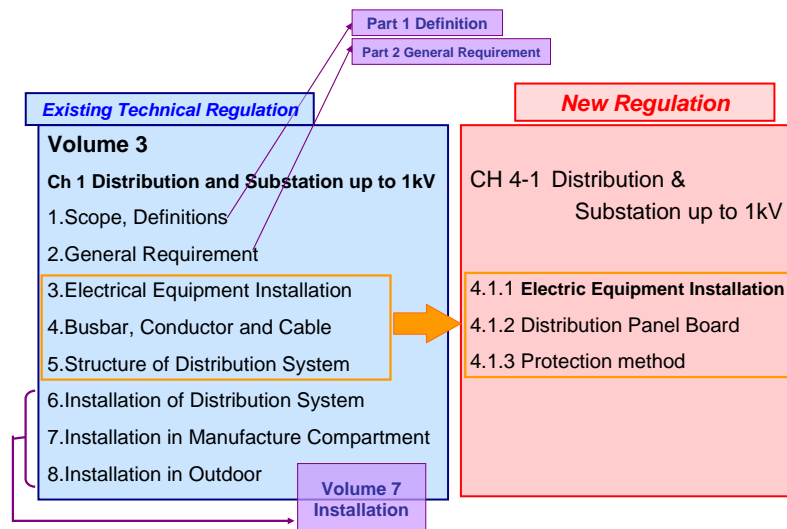 Part 1 Definition
Part 2 General Requirement
Existing Technical Regulation
Volume 3
Ch 1 Distribution and Substation up to 1kV
1.Scope, Definitions
2.General Requirement
3.Electrical Equipment Installation
4.Busbar, Conductor and Cable
5.Structure of Distribution System
6.Installation of Distribution System
7.Installation in Manufacture Compartment
8.Installation in Outdoor
Volume 7
Installation
New Regulation
CH 4-1 Distribution &
Substation up to 1kV
4.1.1 Electric Equipment Installation
4.1.2 Distribution Panel Board
4.1.3 Protection method